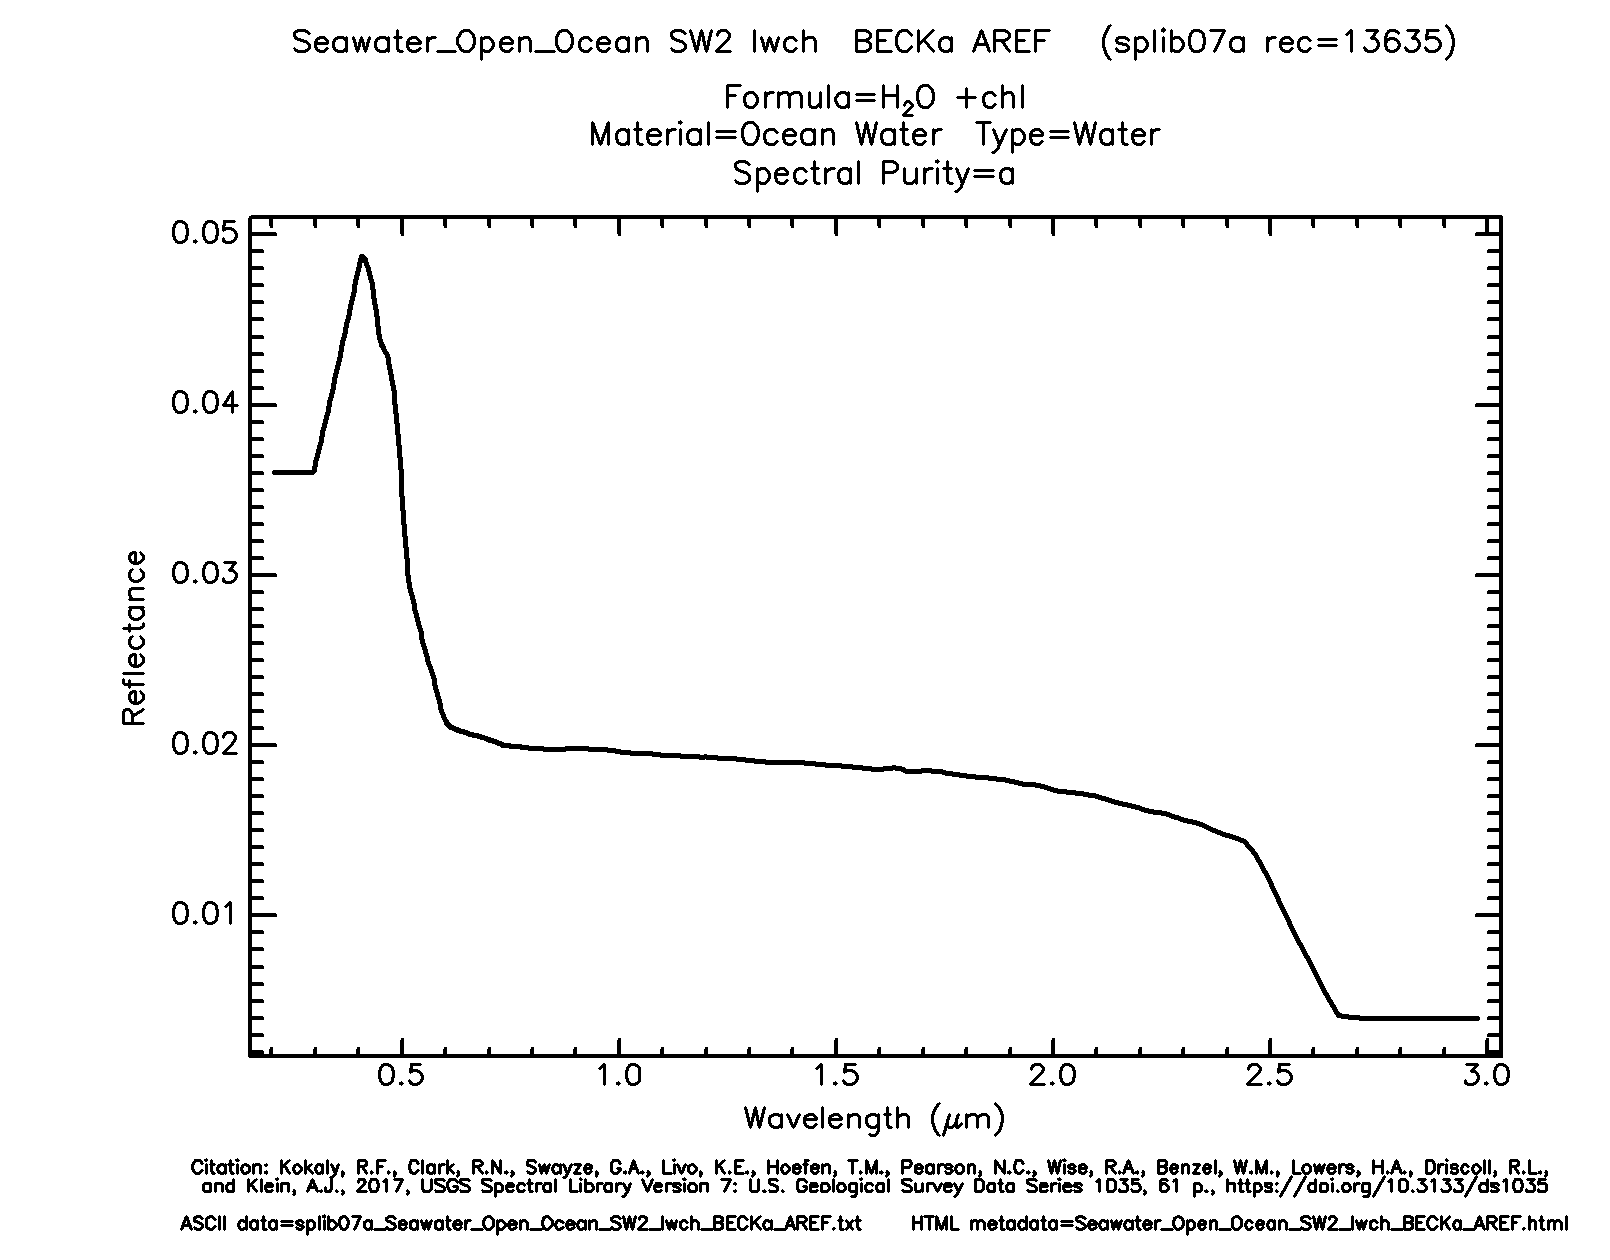 Seawater_Open_Ocean SW2 lwch BECKa AREF (splib07a rec=13635)
Formula=H₂O +chl
Material=Ocean Water Type=Water
Spectral Purity=a
0.05
0.04
0.03
0.02
0.01
Reflectance
0.5 1.0 1.5 2.0 2.5 3.0
Wavelength (μm)
Citation: Kokaly, R.F., Clark, R.N., Swayze, G.A., Livo, K.E., Hoefen, T.M., Pearson, N.C., Wise, R.A., Benzel, W.M., Lowers, H.A., Driscoll, R.L.,
and Klein, A.J., 2017, USGS Spectral Library Version 7: U.S. Geological Survey Data Series 1035, 61 p., https://doi.org/10.3133/ds1035
ASCII data=splib07a_Seawater_Open_Ocean_SW2_lwch_BECKa_AREF.txt HTML metadata=Seawater_Open_Ocean_SW2_lwch_BECKa_AREF.html